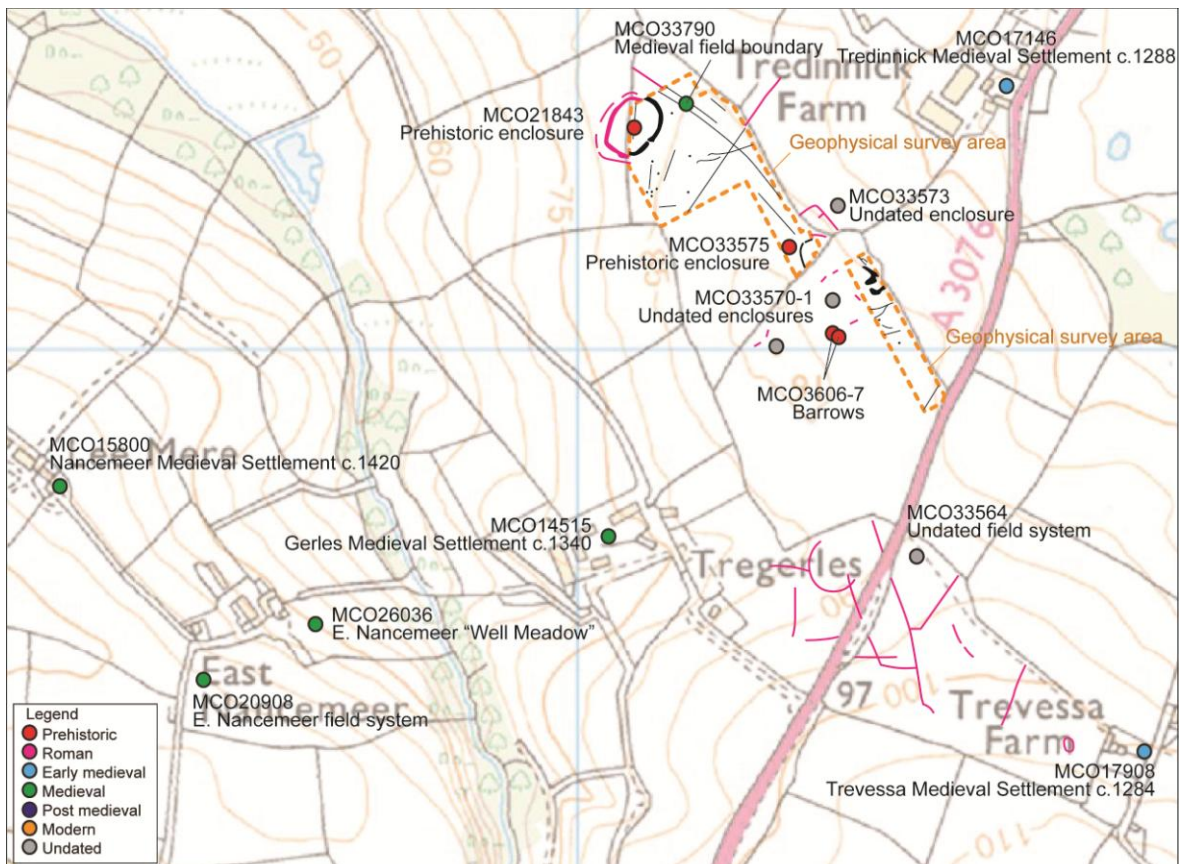 50
MCO33790
Medieval field boundary
MCO17146
Tredinnick Medieval Settlement c.1288
Tredinnick
Farm
MCO21843
Prehistoric enclosure
60
Geophysical survey area
75
MCO33573
Undated enclosure
MCO33575
Prehistoric enclosure
85
A 3076
MCO33570-1
Undated enclosures
Geophysical survey area
MCO3606-7
Barrows
MCO15800
Nancemeer Medieval Settlement c.1420
MCO14515
Gerles Medieval Settlement c.1340
MCO33564
Undated field system
Tregerles
MCO26036
E. Nancemeer “Well Meadow”
East
Nancemeer
MCO20908
E. Nancemeer field system
97
100
Trevessa
Farm
MCO17908
Trevessa Medieval Settlement c.1284
110
Legend
Prehistoric
Roman
Early medieval
Medieval
Post medieval
Modern
Undated